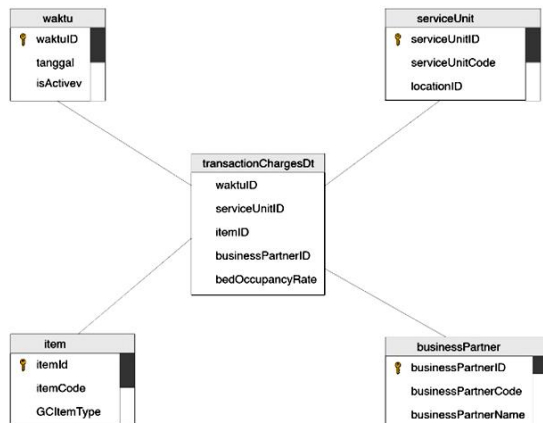 waktu
waktuID
tanggal
isActivev
serviceUnit
serviceUnitID
serviceUnitCode
locationID
transactionChargesDt
waktuID
serviceUnitID
itemID
businessPartnerID
bedOccupancyRate
item
itemId
itemCode
GCItemType
businessPartner
businessPartnerID
businessPartnerCode
businessPartnerName